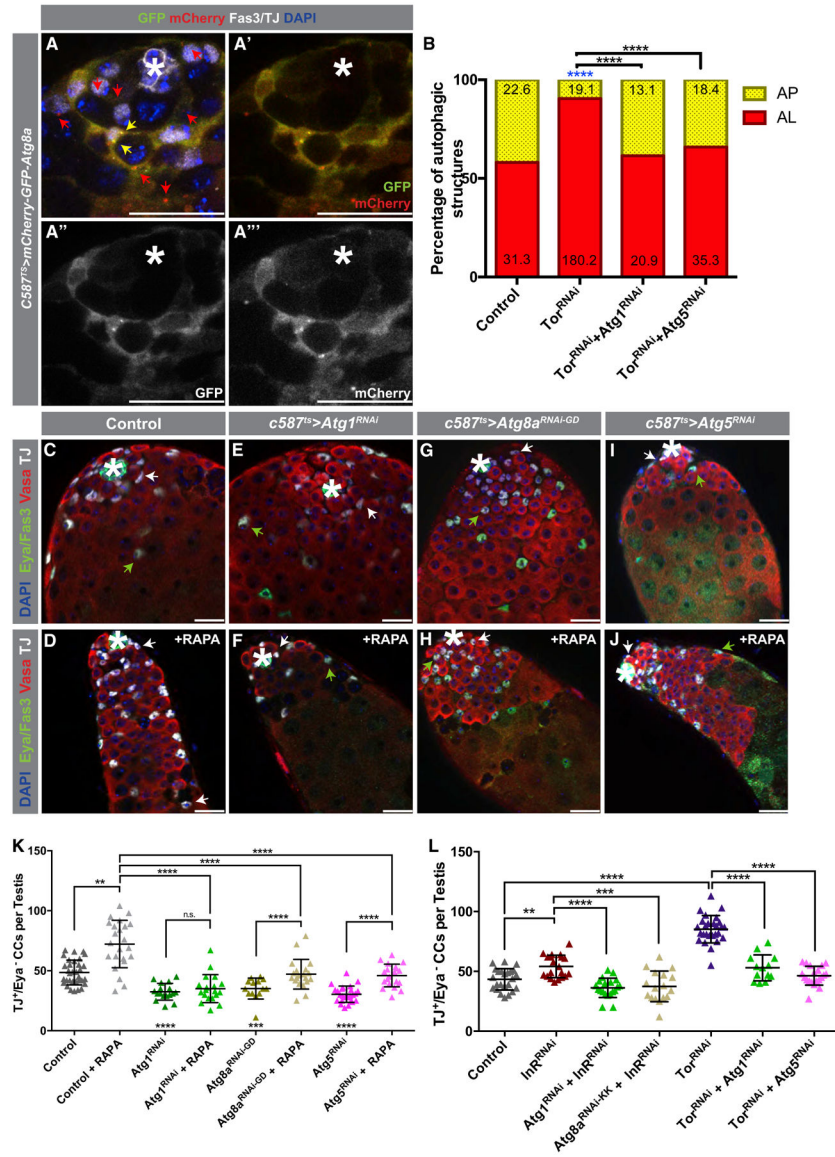 GFP mCherry Fas3/TJ DAPI
C587ᵀˢ>mCherry-GFP-Atg8a
A
*
A'
*
GFP
mCherry
A"
*
GFP
A"'
*
mCherry
B
Percentage of autophagic structures
100
50
0
22.6
19.1
13.1
18.4
31.3
180.2
20.9
35.3
****
****
****
AP
AL
Control
Torᴿᴺᴬⁱ
Torᴿᴺᴬⁱ+Atg1ᴿᴺᴬⁱ
Torᴿᴺᴬⁱ+Atg5ᴿᴺᴬⁱ
Control
c587ᵗˢ>Atg1ᴿᴺᴬⁱ
c587ᵗˢ>Atg8aᴿᴺᴬⁱ⁻ᴳᴰ
c587ᵗˢ>Atg5ᴿᴺᴬⁱ
DAPI Eya/Fas3 Vasa TJ
C
*
E
*
G
*
I
*
DAPI Eya/Fas3 Vasa TJ
D
*
+RAPA
F
*
+RAPA
H
*
+RAPA
J
*
+RAPA
K
TJ⁺/Eya⁻ CCs per Testis
150
100
50
0
****
****
****
**
n.s.
****
****
****
***
****
Control
Control + RAPA
Atg1ᴿᴺᴬⁱ
Atg1ᴿᴺᴬⁱ + RAPA
Atg8aᴿᴺᴬⁱ⁻ᴳᴰ
Atg8aᴿᴺᴬⁱ⁻ᴳᴰ + RAPA
Atg5ᴿᴺᴬⁱ
Atg5ᴿᴺᴬⁱ + RAPA
L
TJ⁺/Eya⁻ CCs per Testis
150
100
50
0
****
****
***
****
**
****
Control
InRᴿᴺᴬⁱ
Atg1ᴿᴺᴬⁱ + InRᴿᴺᴬⁱ
Atg8aᴿᴺᴬⁱ⁻ᴷᴷ + InRᴿᴺᴬⁱ
Torᴿᴺᴬⁱ
Torᴿᴺᴬⁱ + Atg1ᴿᴺᴬⁱ
Torᴿᴺᴬⁱ + Atg5ᴿᴺᴬⁱ